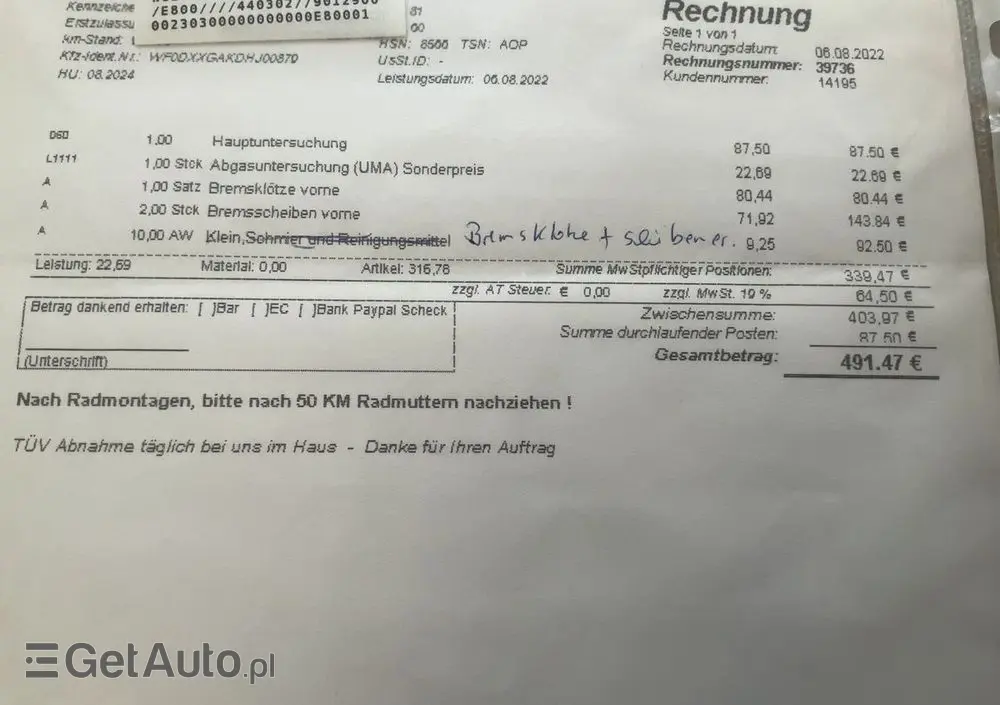 Kennzeiche
/E800////4403027/9012900
81
Rechnung
Erstzulassu
00230300000000000E80001
00
Seite 1 von 1
km-Stand:
HSN: 8566 TSN: AOP
Rechnungsdatum: 06.08.2022
Kfz-Ident.Nr.: WF0DXXGAKDHJ00870
UsSt.ID: -
Rechnungsnummer: 39736
HU: 08.2024
Leistungsdatum: 06.08.2022
Kundennummer: 14195
1,00 Hauptuntersuchung 87,50 87.50 €
L1111 1,00 Stck Abgasuntersuchung (UMA) Sonderpreis 22,69 22.69 €
A 1,00 Satz Bremsklötze vorne 80,44 80.44 €
A 2,00 Stck Bremsscheiben vorne 71,92 143.84 €
A 10,00 AW Klein,Schmier und Reinigungsmittel Bremsklotze + 9,25 92.50 €
Leistung: 22,69 Material: 0,00 Artikel: 316,78 Summe MwStpflichtiger Positionen: 339,47 €
zzgl. AT Steuer: € 0,00 zzgl. MwSt. 19 % 64,50 €
Betrag dankend erhalten: [ ]Bar [ ]EC [ ]Bank Paypal Scheck
Zwischensumme: 403,97 €
Summe durchlaufender Posten: 87.50 €
(Unterschrift)
Gesamtbetrag: 491.47 €
Nach Radmontagen, bitte nach 50 KM Radmuttern nachziehen !
TÜV Abnahme täglich bei uns im Haus - Danke für Ihren Auftrag
GetAuto.pl